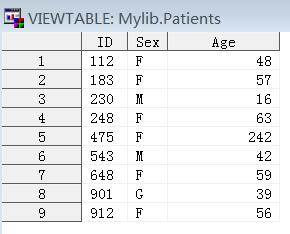 VIEWTABLE: Mylib.Patients
ID Sex Age
1 112 F 48
2 183 F 57
3 230 M 16
4 248 F 63
5 475 F 242
6 543 M 42
7 648 F 59
8 901 G 39
9 912 F 56